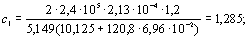 c₁ = (2 · 2,4 · 10⁵ · 2,13 · 10⁻⁴ · 1,2) / (5,149(10,125 + 120,8 · 6,96 · 10⁻²)) = 1,285;